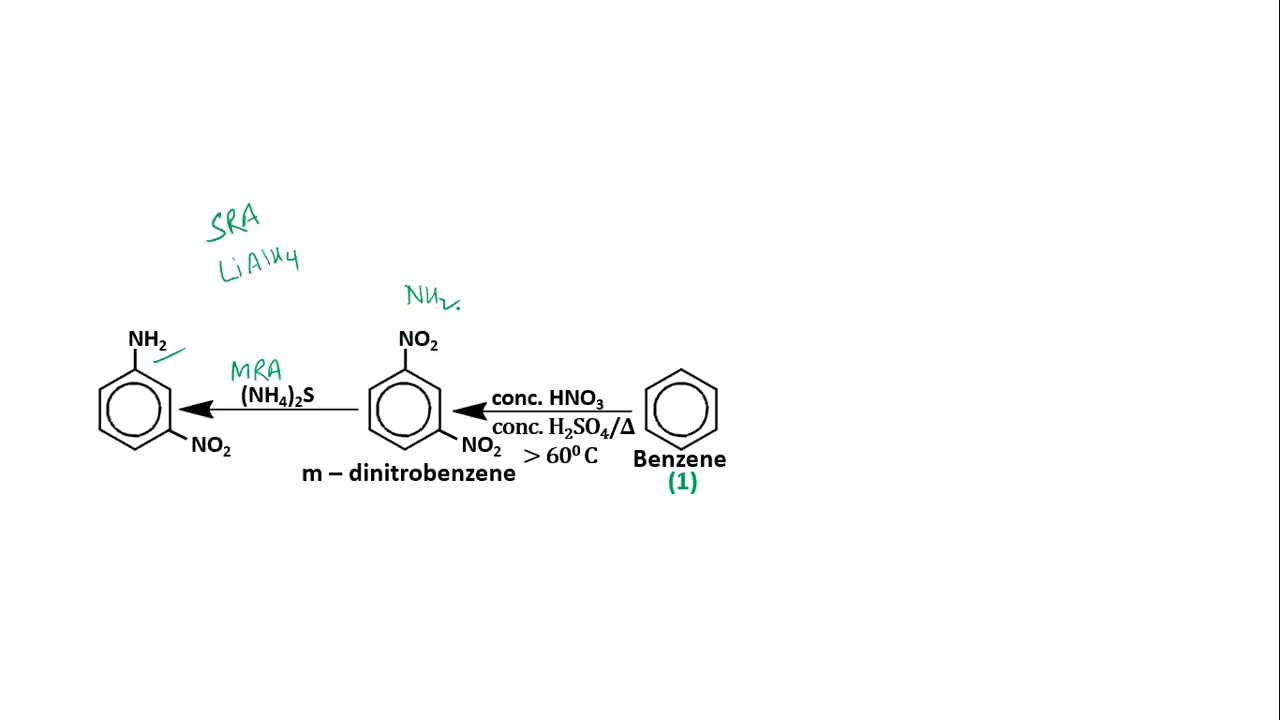 SRA
LiAlH4
NH2.
NH₂
NO₂
MRA
(NH₄)₂S
conc. HNO₃
conc. H₂SO₄/Δ
> 60⁰ C
NO₂
NO₂
m – dinitrobenzene
Benzene
(1)